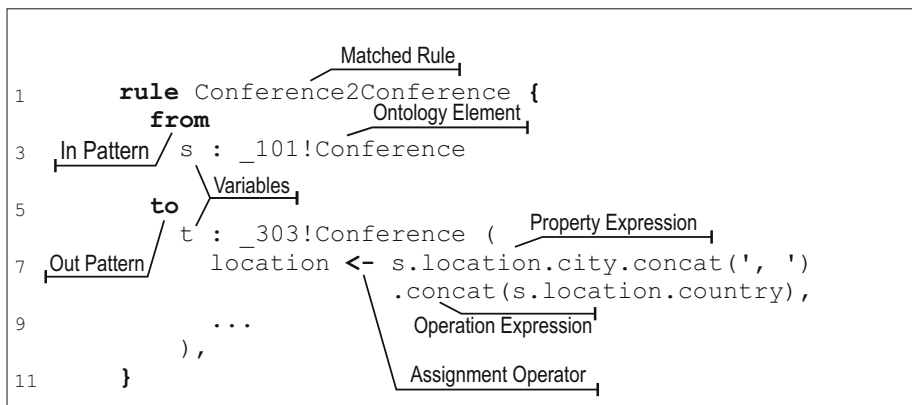 Matched Rule
1 rule Conference2Conference {
from
Ontology Element
3 In Pattern s : _101!Conference
Variables
5 to
t : _303!Conference (
Property Expression
Out Pattern
7 location <- s.location.city.concat(', ')
.concat(s.location.country),
9 ...
Operation Expression
),
Assignment Operator
11 }